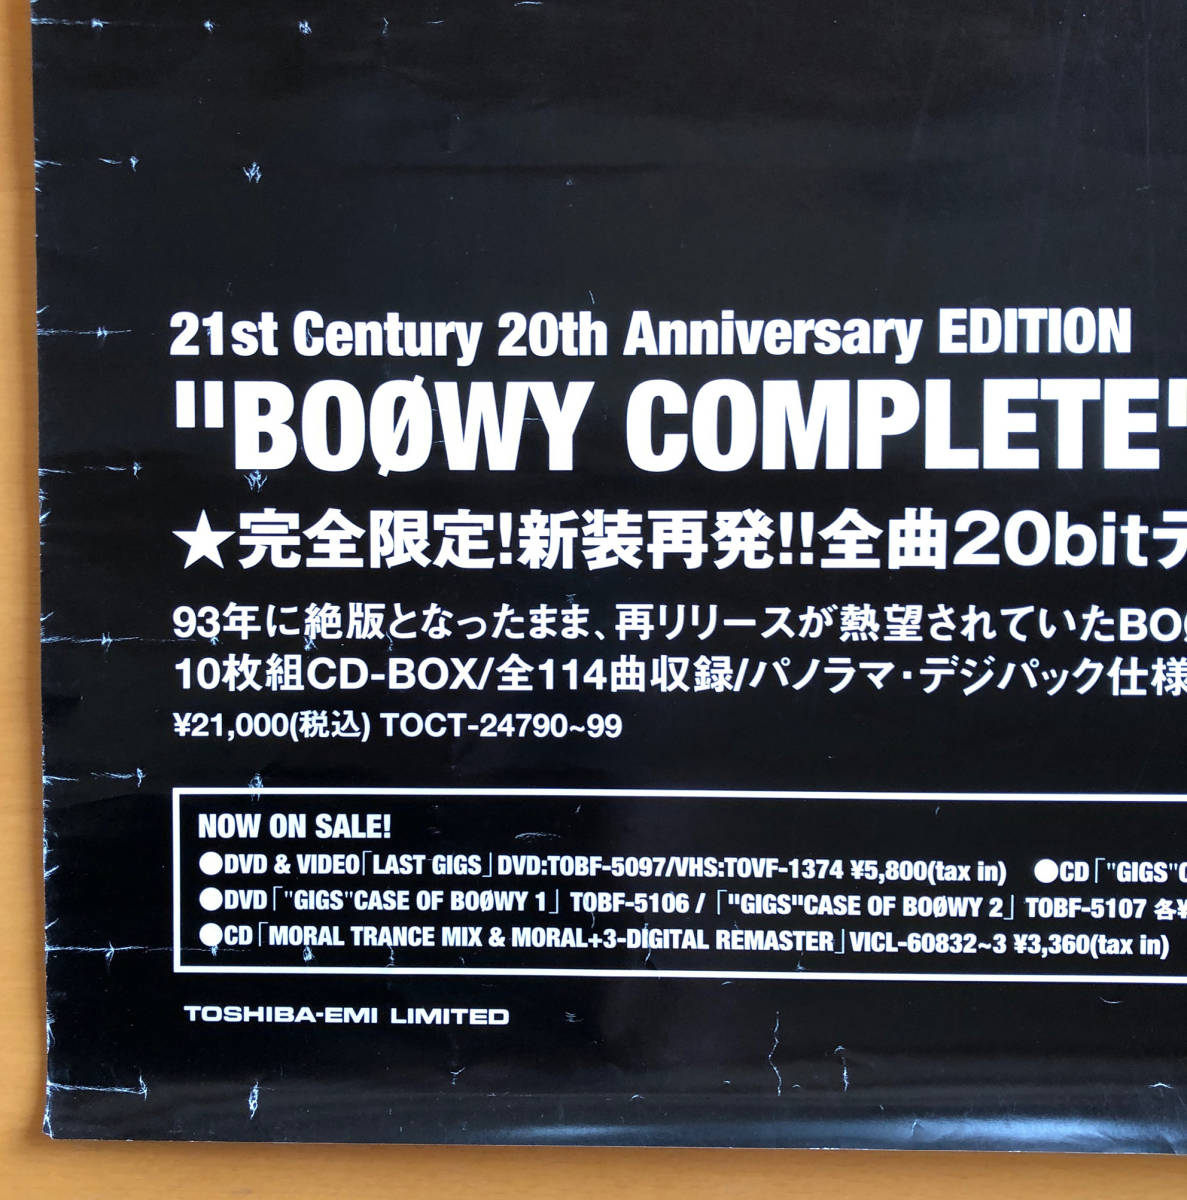 21st Century 20th Anniversary EDITION
"BOØWY COMPLETE"
★完全限定!新装再発!!全曲20bitデ
93年に絶版となったまま、再リリースが熱望されていたBOØ
10枚組CD-BOX/全114曲収録/パノラマ・デジパック仕様
¥21,000(税込) TOCT-24790~99
NOW ON SALE!
●DVD & VIDEO「LAST GIGS」DVD:TOBF-5097/VHS:TOVF-1374 ¥5,800(tax in) ●CD「"GIGS"C
●DVD「"GIGS"CASE OF BOØWY 1」TOBF-5106 /「"GIGS"CASE OF BOØWY 2」TOBF-5107 各¥
●CD「MORAL TRANCE MIX & MORAL+3-DIGITAL REMASTER」VICL-60832~3 ¥3,360(tax in)
TOSHIBA-EMI LIMITED